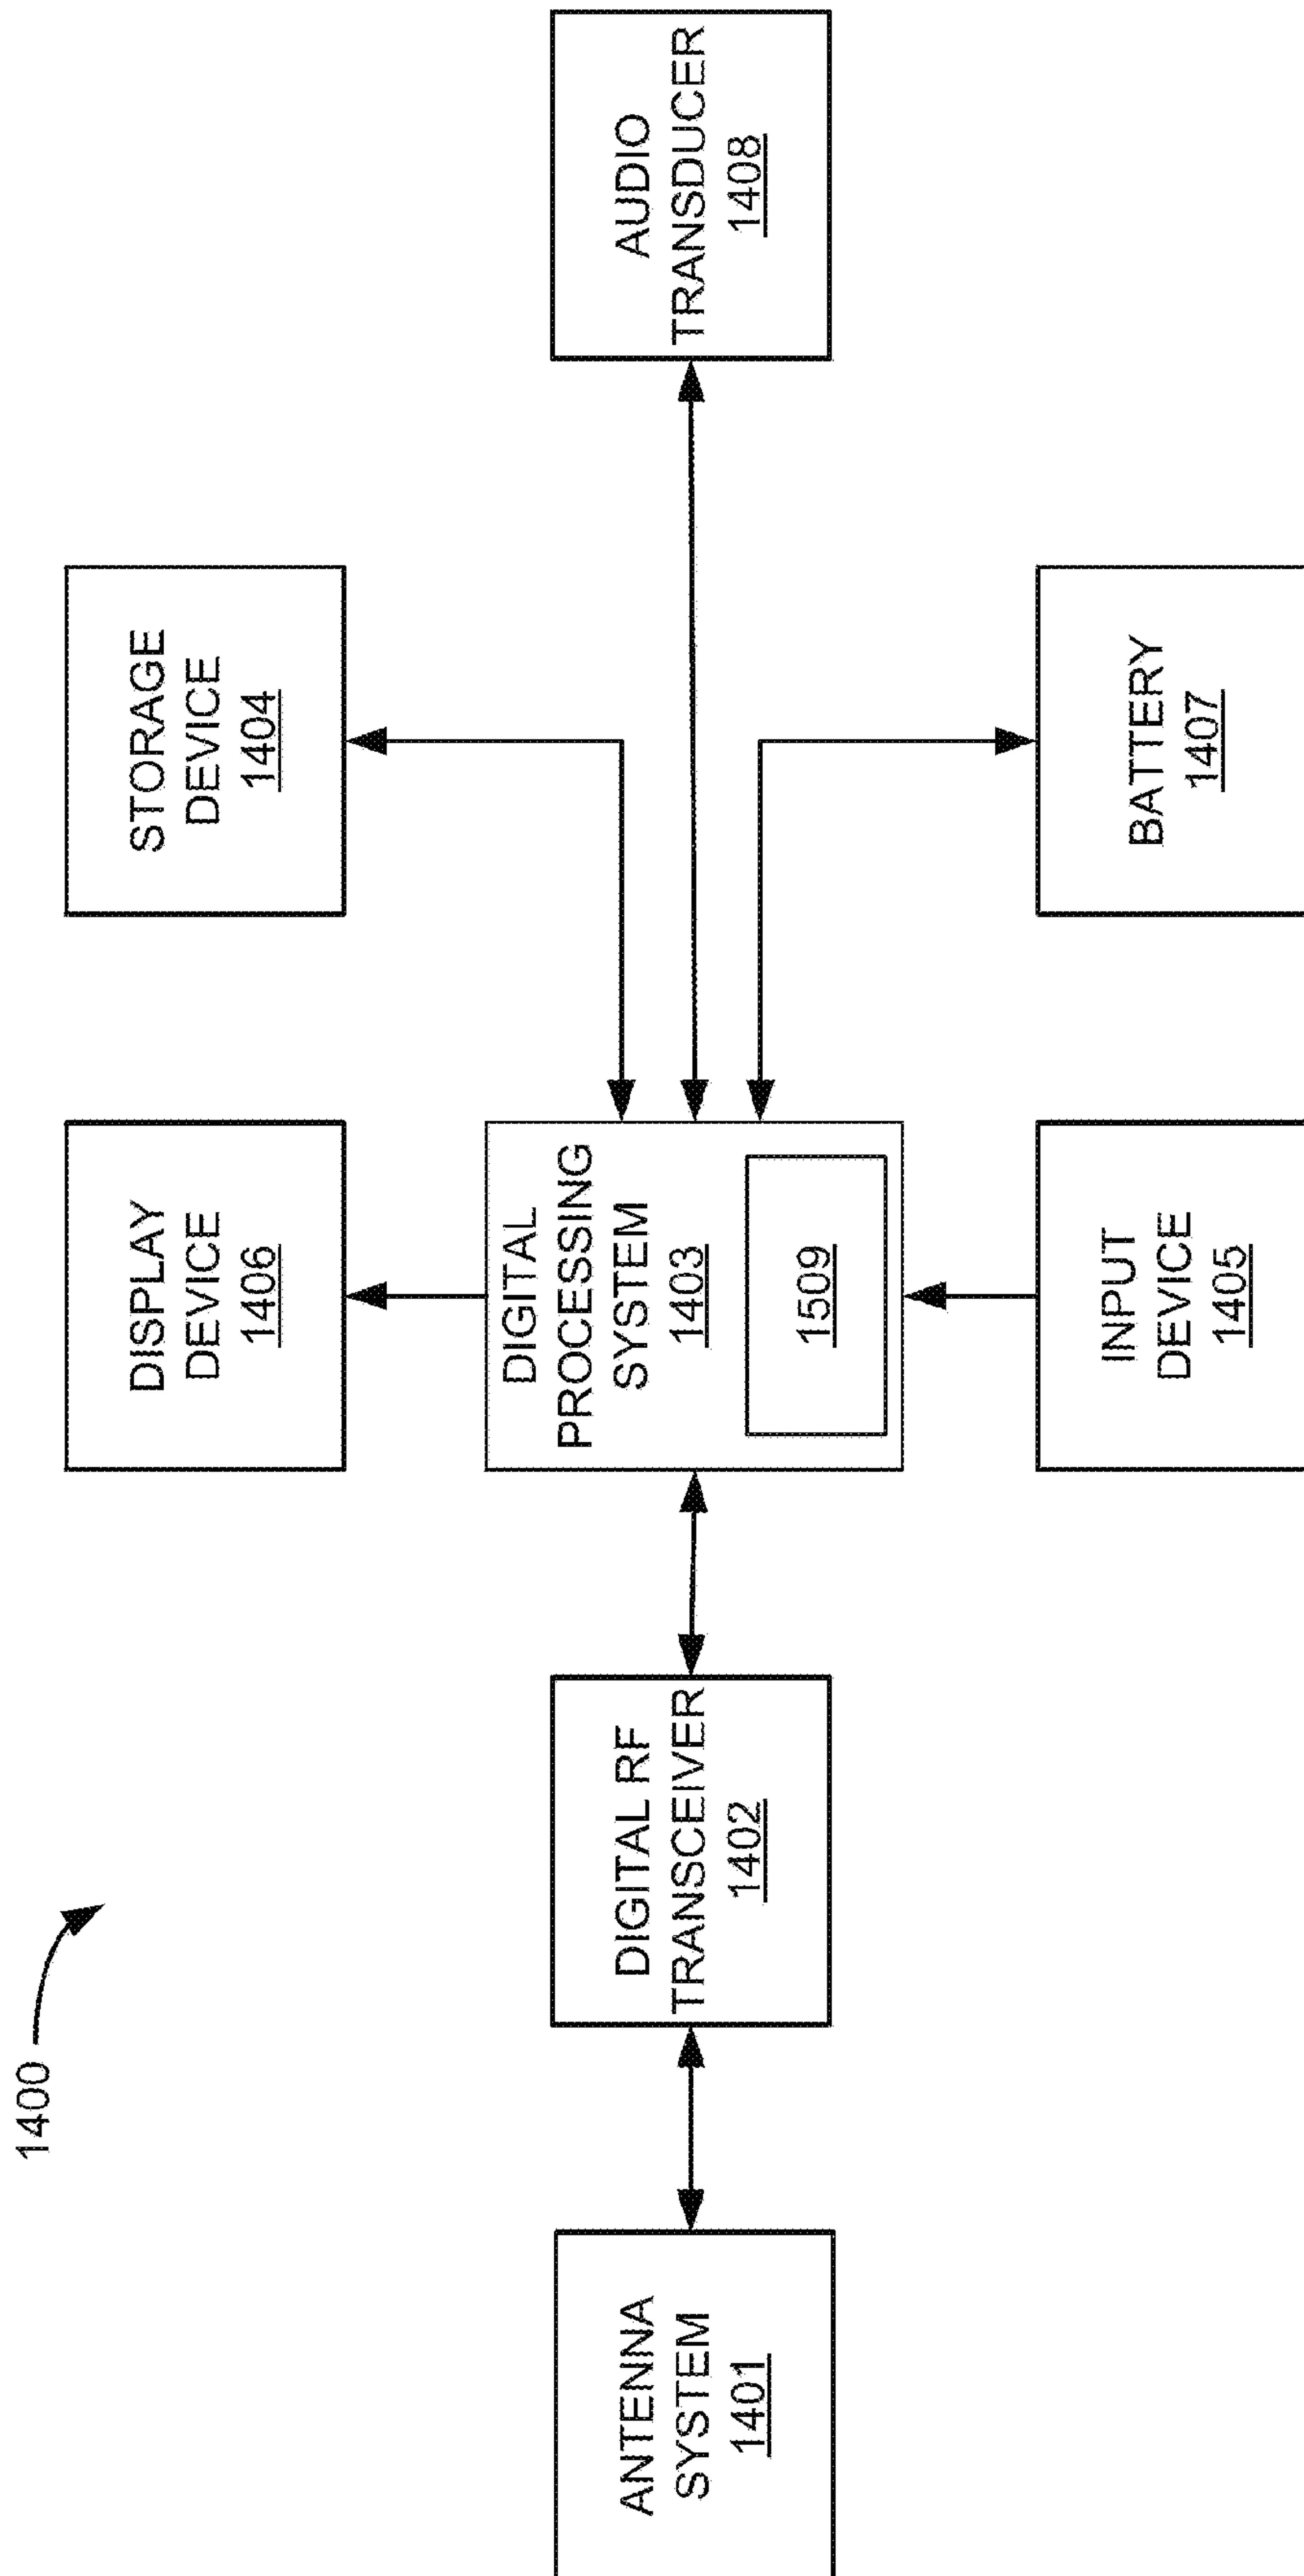 1400
DISPLAY
DEVICE
1406
STORAGE
DEVICE
1404
ANTENNA
SYSTEM
1401
DIGITAL RF
TRANSCEIVER
1402
DIGITAL
PROCESSING
SYSTEM
1403
1509
AUDIO
TRANSDUCER
1408
INPUT
DEVICE
1405
BATTERY
1407